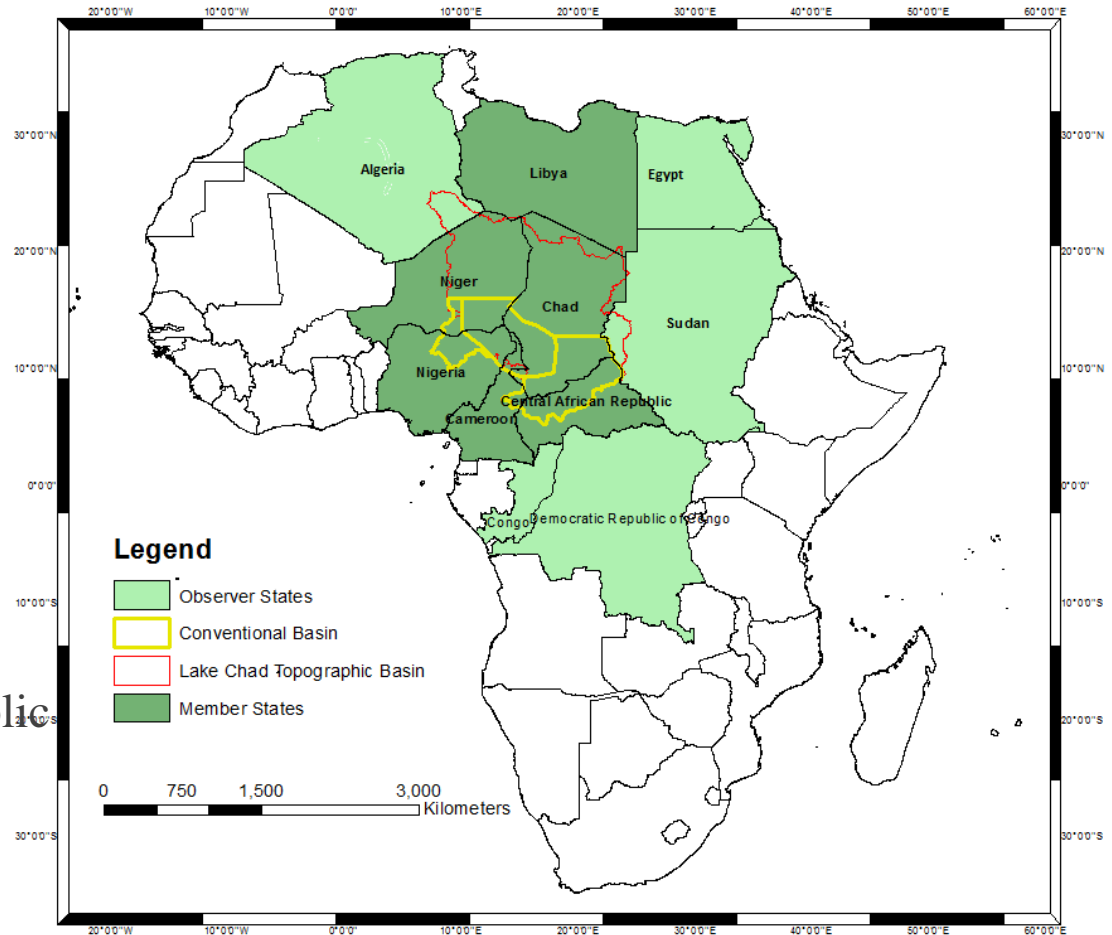 20°0'0"W 10°0'0"W 0°0'0" 10°0'0"E 20°0'0"E 30°0'0"E 40°0'0"E 50°0'0"E 60°0'0"E
30°0'0"N 30°0'0"N
Algeria Libya Egypt
20°0'0"N 20°0'0"N
Niger Chad
Sudan
10°0'0"N 10°0'0"N
Nigeria
Central African Republic
Cameroon
0°0'0" 0°0'0"
Congo Democratic Republic of Congo
Legend
Observer States
10°0'0"S 10°0'0"S
Conventional Basin
Lake Chad Topographic Basin
Member States
lic
20°0'0"S 20°0'0"S
0 750 1,500 3,000
Kilometers
30°0'0"S 30°0'0"S
20°0'0"W 10°0'0"W 0°0'0" 10°0'0"E 20°0'0"E 30°0'0"E 40°0'0"E 50°0'0"E 60°0'0"E